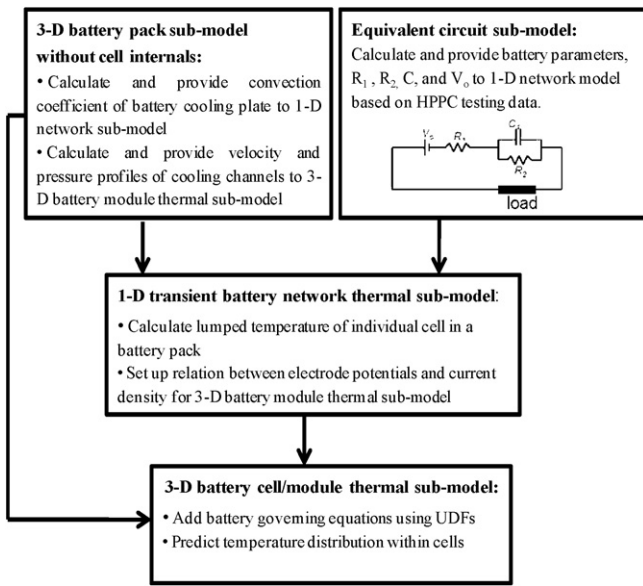 3-D battery pack sub-model
without cell internals:
• Calculate and provide convection
coefficient of battery cooling plate to 1-D
network sub-model
• Calculate and provide velocity and
pressure profiles of cooling channels to 3-
D battery module thermal sub-model
Equivalent circuit sub-model:
Calculate and provide battery parameters,
R₁ , R₂, C, and Vₒ to 1-D network model
based on HPPC testing data.
R₂
load
1-D transient battery network thermal sub-model:
• Calculate lumped temperature of individual cell in a
battery pack
• Set up relation between electrode potentials and current
density for 3-D battery module thermal sub-model
3-D battery cell/module thermal sub-model:
• Add battery governing equations using UDFs
• Predict temperature distribution within cells